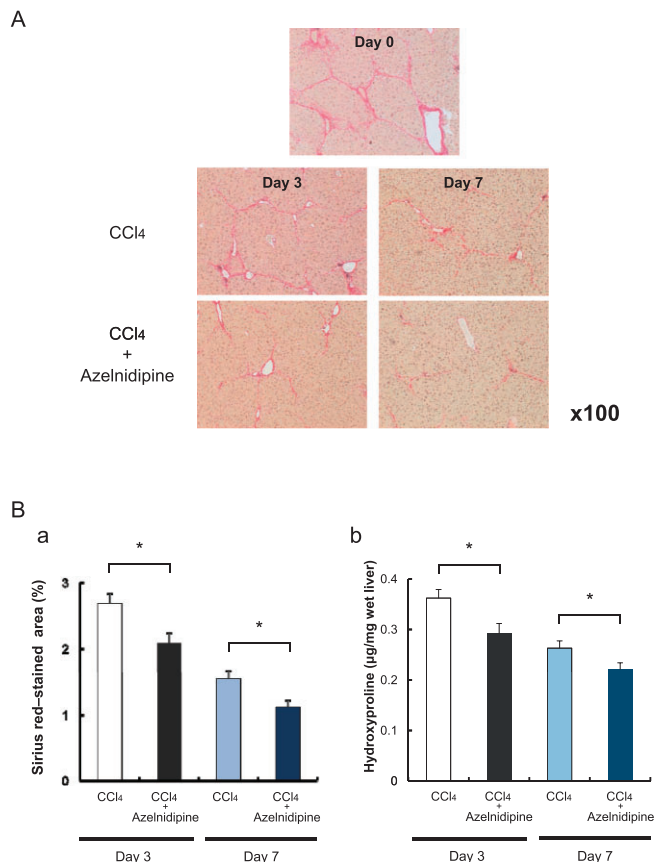 A
Day 0
Day 3
Day 7
CCl4
CCl4
+
Azelnidipine
x100
B
a
*
*
3
2
1
0
Sirius red–stained area (%)
CCl4
CCl4
+
Azelnidipine
CCl4
CCl4
+
Azelnidipine
Day 3
Day 7
b
*
*
0.4
0.3
0.2
0.1
0
Hydroxyproline (μg/mg wet liver)
CCl4
CCl4
+
Azelnidipine
CCl4
CCl4
+
Azelnidipine
Day 3
Day 7